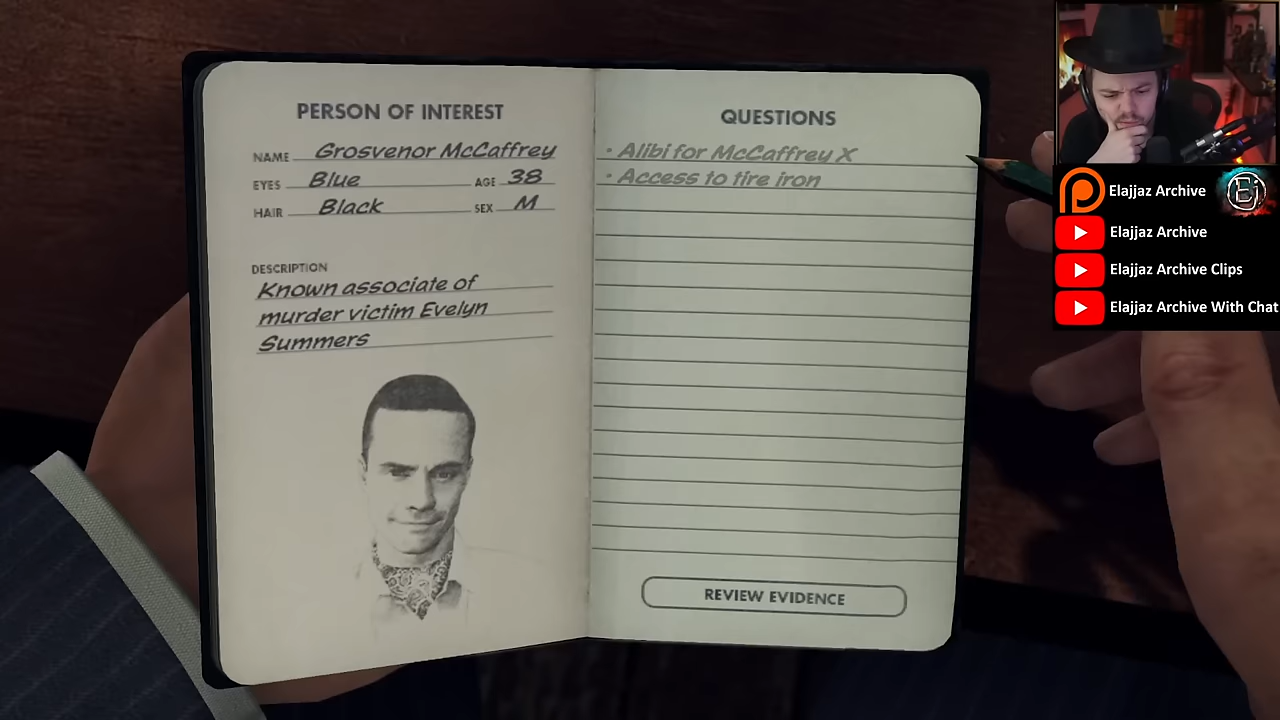 PERSON OF INTEREST
NAME Grosvenor McCaffrey
EYES Blue AGE 38
HAIR Black SEX M
DESCRIPTION
Known associate of
murder victim Evelyn
Summers
QUESTIONS
• Alibi for McCaffrey X
• Access to tire iron
REVIEW EVIDENCE
Elajjaz Archive
Ej
Elajjaz Archive
Elajjaz Archive Clips
Elajjaz Archive With Chat